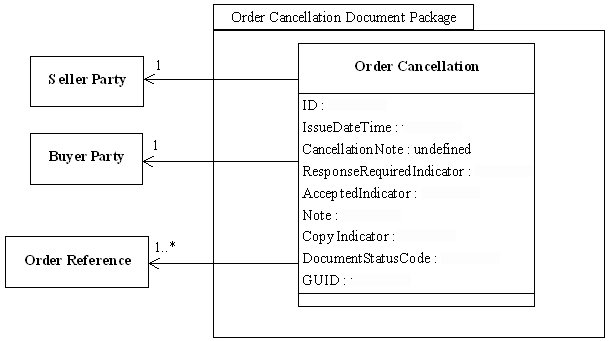 Order Cancellation Document Package
Order Cancellation
Seller Party
1
Buyer Party
1
Order Reference
1..*
ID :
IssueDateTime :
CancellationNote : undefined
ResponseRequiredIndicator :
AcceptedIndicator :
Note :
CopyIndicator :
DocumentStatusCode :
GUID :